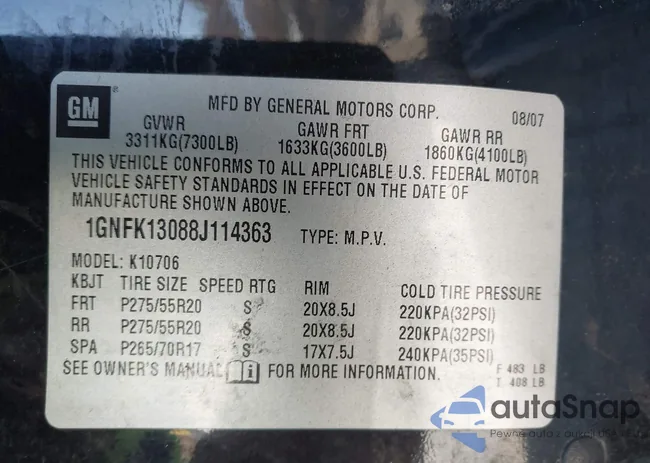 GM ®
MFD BY GENERAL MOTORS CORP. 08/07
GVWR GAWR FRT GAWR RR
3311KG(7300LB) 1633KG(3600LB) 1860KG(4100LB)
THIS VEHICLE CONFORMS TO ALL APPLICABLE U.S. FEDERAL MOTOR
VEHICLE SAFETY STANDARDS IN EFFECT ON THE DATE OF
MANUFACTURE SHOWN ABOVE.
1GNFK13088J114363 TYPE: M.P.V.
MODEL: K10706
KBJT TIRE SIZE SPEED RTG RIM COLD TIRE PRESSURE
FRT P275/55R20 S 20X8.5J 220KPA(32PSI)
RR P275/55R20 S 20X8.5J 220KPA(32PSI)
SPA P265/70R17 S 17X7.5J 240KPA(35PSI)
SEE OWNER'S MANUAL i FOR MORE INFORMATION.
F 483 LB
T 408 LB
autaSnap
Pewne auta z aukcji